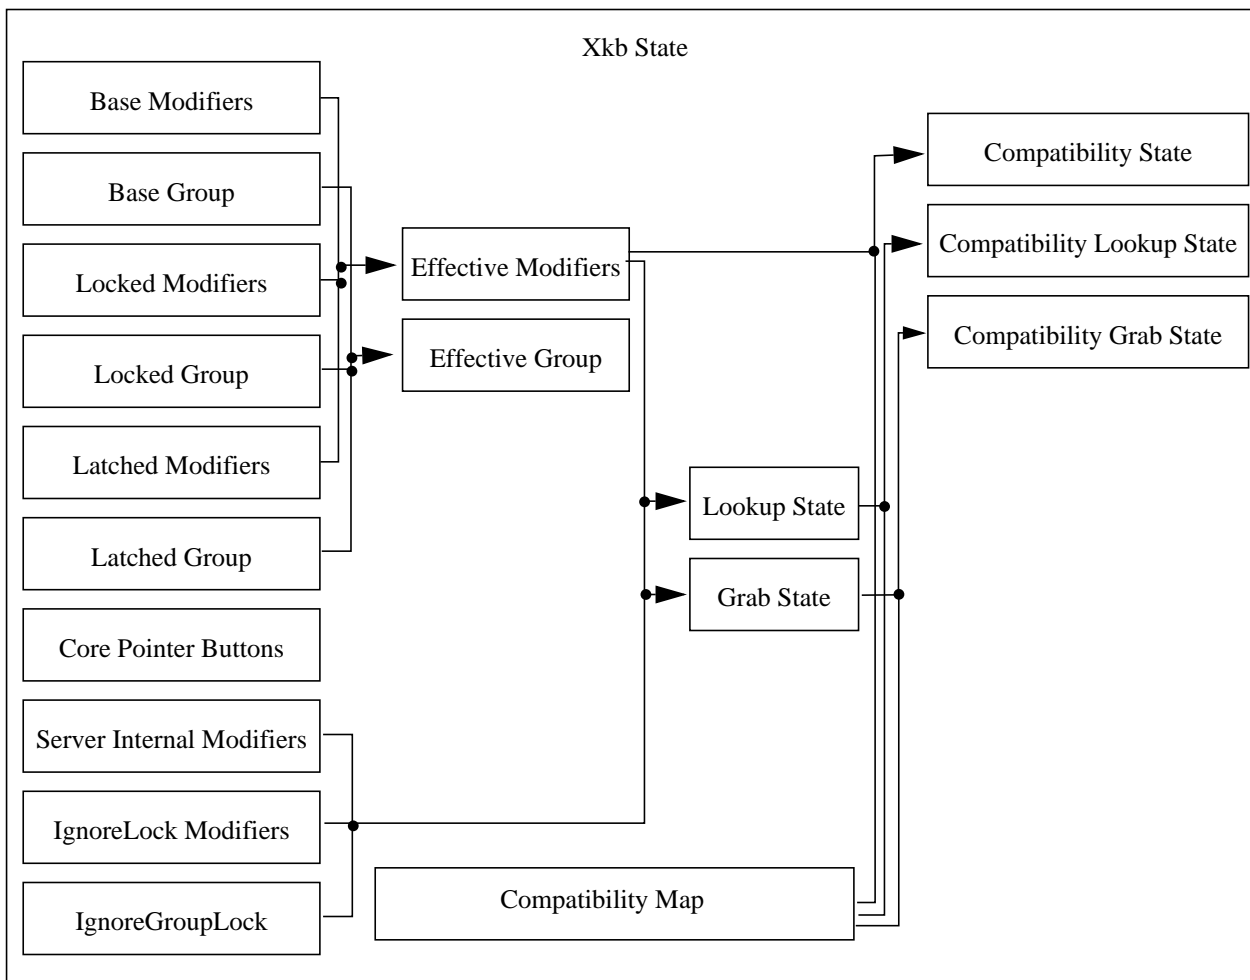 Xkb State
Base Modifiers
Base Group
Locked Modifiers
Locked Group
Latched Modifiers
Latched Group
Core Pointer Buttons
Server Internal Modifiers
IgnoreLock Modifiers
IgnoreGroupLock
Effective Modifiers
Effective Group
Lookup State
Grab State
Compatibility Map
Compatibility State
Compatibility Lookup State
Compatibility Grab State